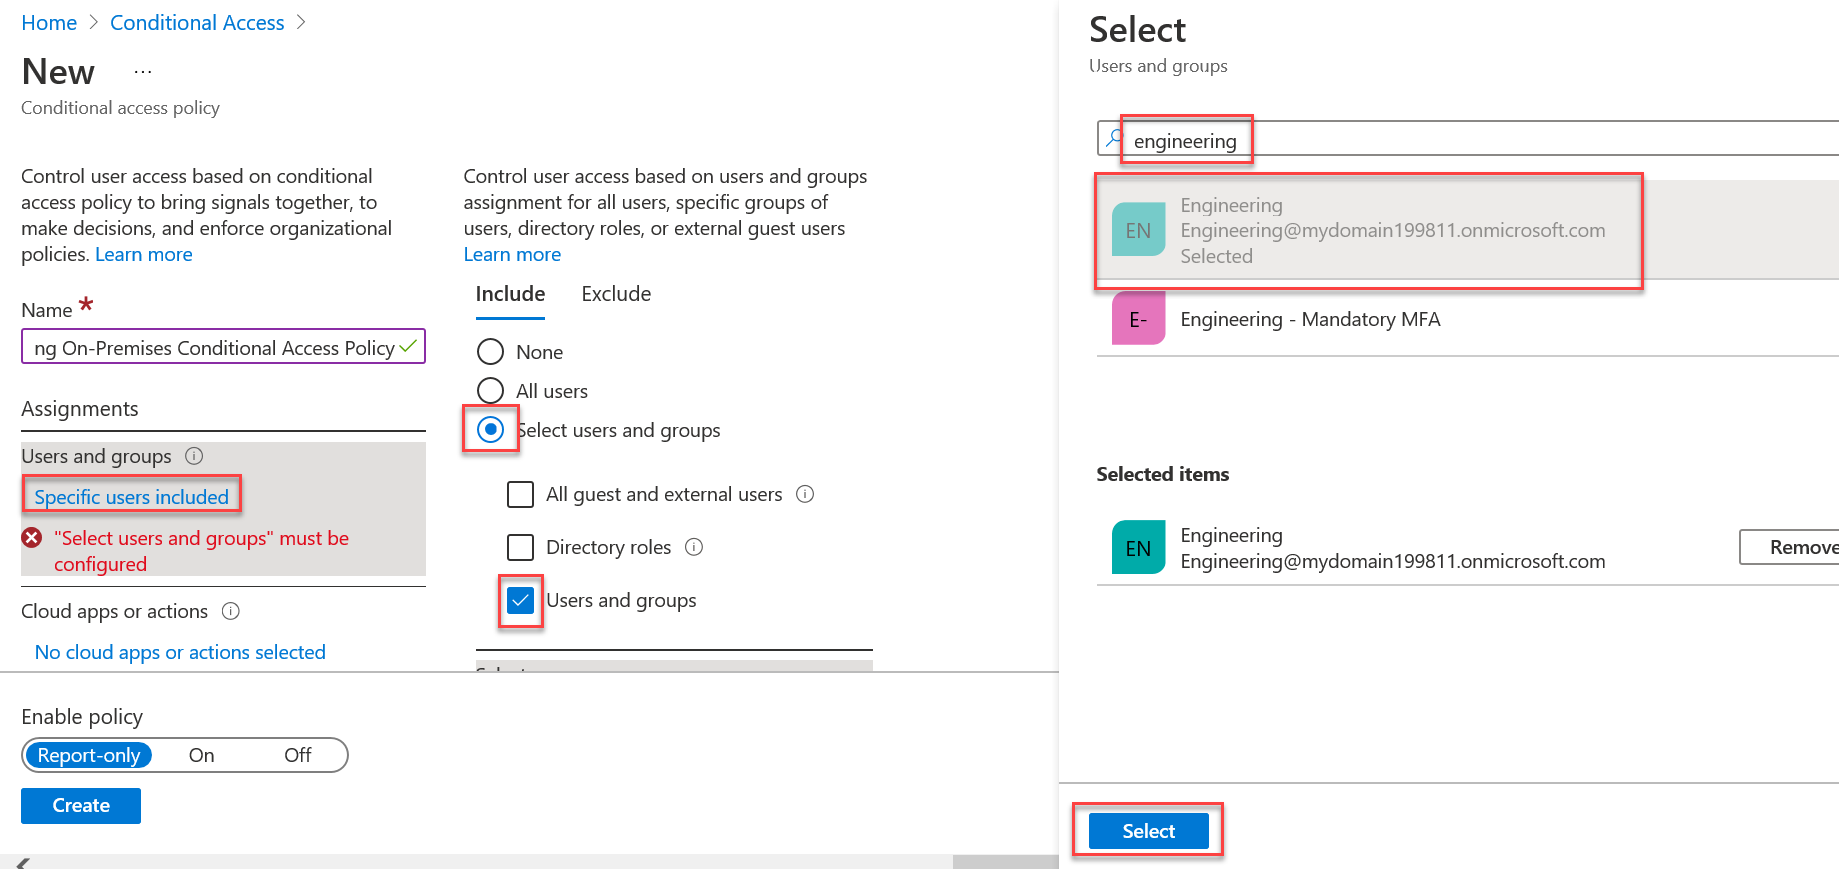 Home > Conditional Access >
New ...
Conditional access policy
Control user access based on conditional
access policy to bring signals together, to
make decisions, and enforce organizational
policies. Learn more
Name *
ng On-Premises Conditional Access Policy
Assignments
Users and groups
Specific users included
"Select users and groups" must be
configured
Cloud apps or actions
No cloud apps or actions selected
Enable policy
Report-only On Off
Create
Control user access based on users and groups
assignment for all users, specific groups of
users, directory roles, or external guest users
Learn more
Include Exclude
None
All users
Select users and groups
All guest and external users
Directory roles
Users and groups
Select
Users and groups
engineering
EN
Engineering
Engineering@mydomain199811.onmicrosoft.com
Selected
E-
Engineering - Mandatory MFA
Selected items
EN
Engineering
Engineering@mydomain199811.onmicrosoft.com
Remove
Select